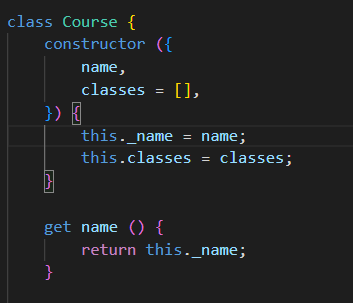 class Course {
    constructor ({
        name,
        classes = [],
    }) {
        this._name = name;
        this.classes = classes;
    }

    get name () {
        return this._name;
    }